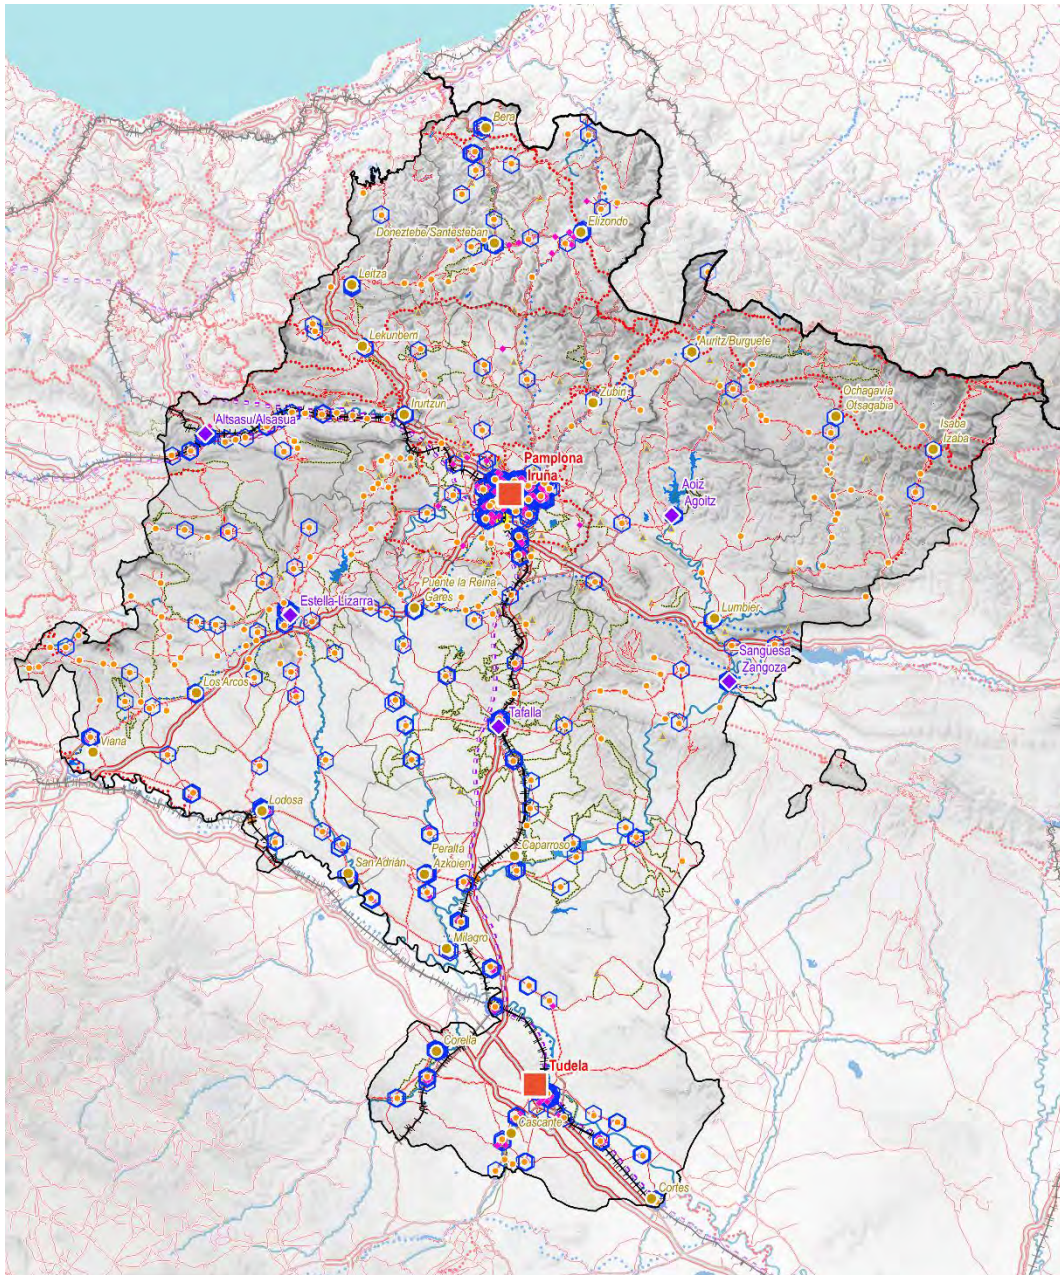 Bera
Elizondo
Doneztebe/Santesteban
Leitza
Lekunberri
Auritz/Burguete
Zubiri
Ochagavia
Otsagabia
Irurtzun
Altsasu/Alsasua
Isaba
Izaba
Pamplona
Iruña
Aoiz
Agoitz
Puente la Reina
Gares
Estella-Lizarra
Lumbier
Sangüesa
Zangoza
Los Arcos
Tafalla
Viana
Lodosa
San Adrián
Peralta
Azkoien
Caparroso
Milagro
Corella
Tudela
Cascante
Cortes